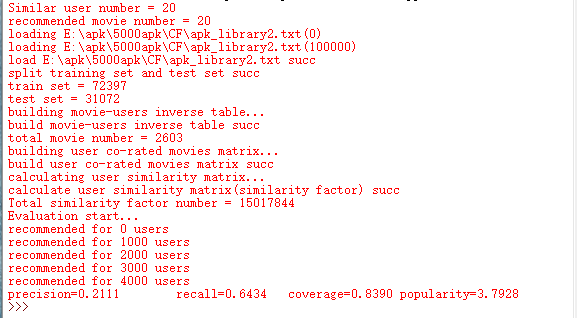 Similar user number = 20
recommended movie number = 20
loading E:\apk\5000apk\CF\apk_library2.txt(0)
loading E:\apk\5000apk\CF\apk_library2.txt(100000)
load E:\apk\5000apk\CF\apk_library2.txt succ
split training set and test set succ
train set = 72397
test set = 31072
building movie-users inverse table...
build movie-users inverse table succ
total movie number = 2603
building user co-rated movies matrix...
build user co-rated movies matrix succ
calculating user similarity matrix...
calculate user similarity matrix(similarity factor) succ
Total similarity factor number = 15017844
Evaluation start...
recommended for 0 users
recommended for 1000 users
recommended for 2000 users
recommended for 3000 users
recommended for 4000 users
precision=0.2111 recall=0.6434 coverage=0.8390 popularity=3.7928
>>>